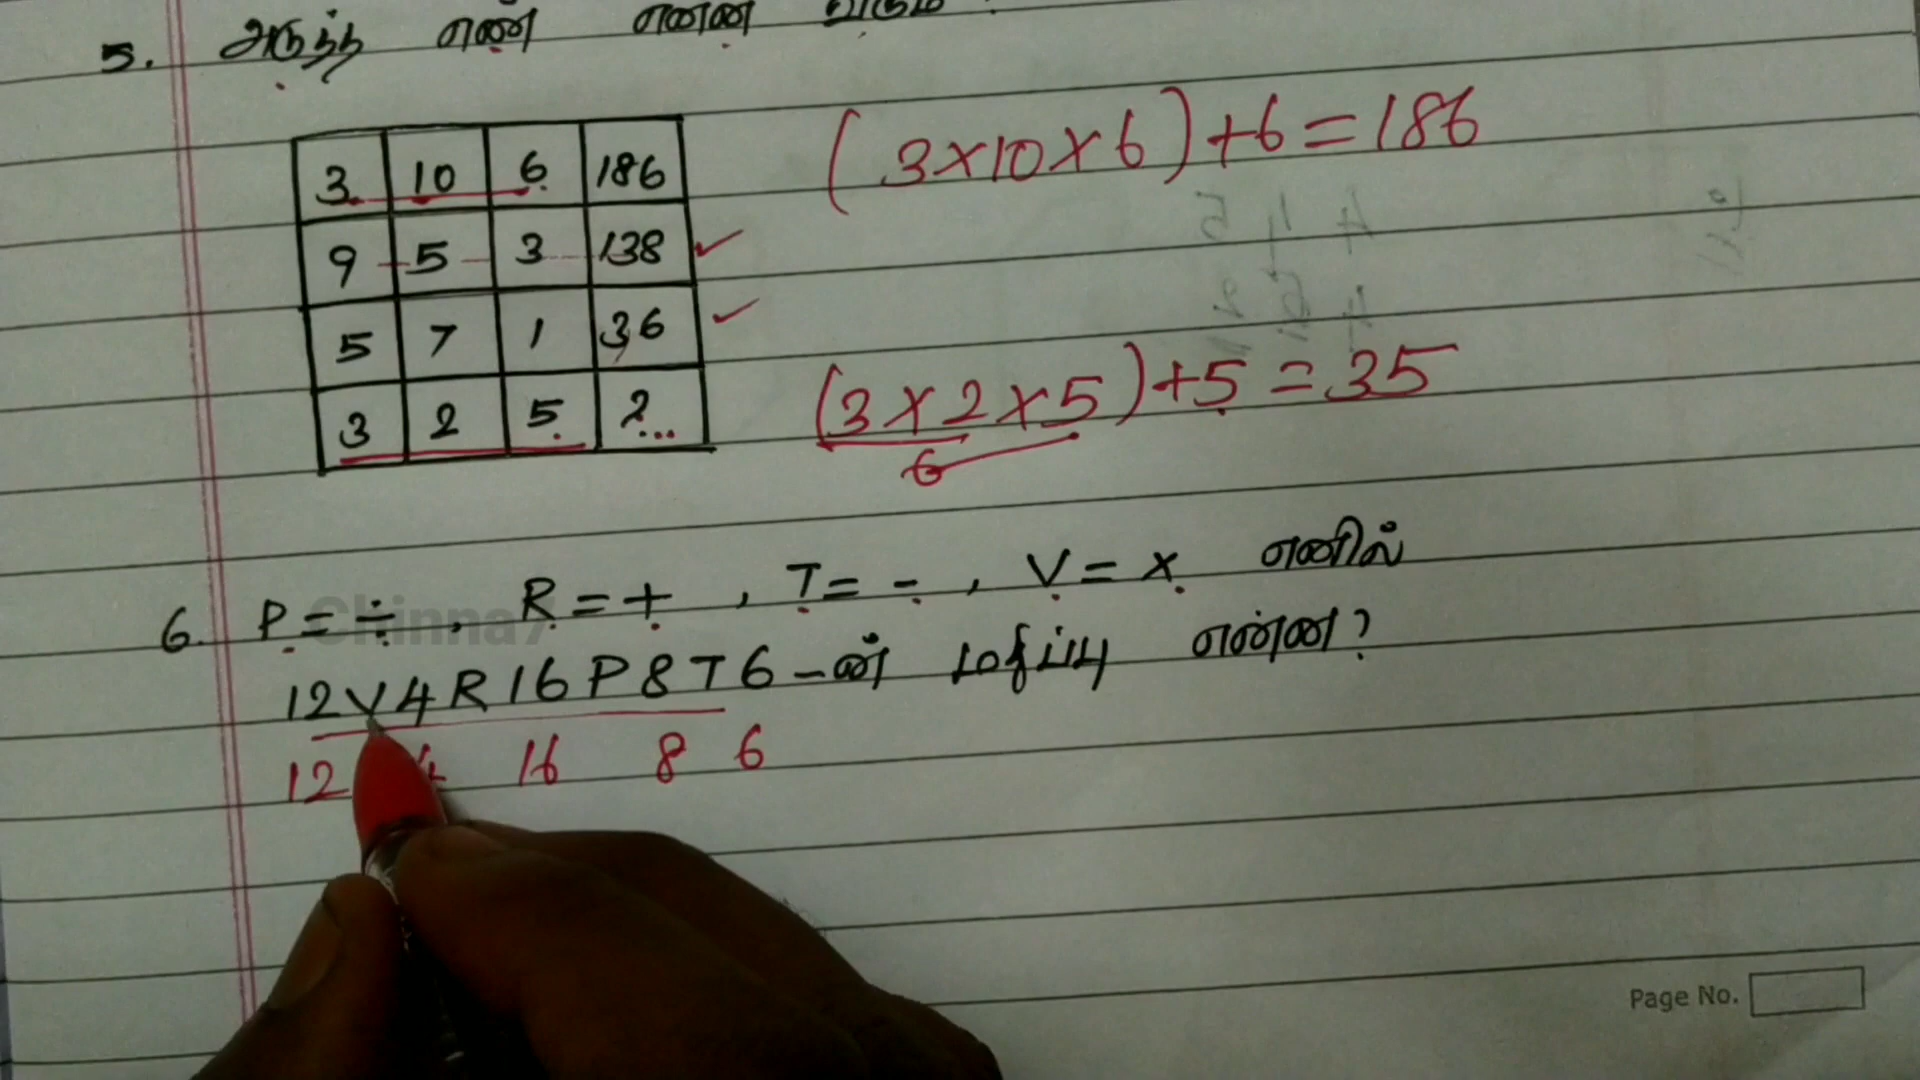 5. அடுத்த எண் என்ன வரும் ?
3 10 6 186
9 5 3 138
5 7 1 36
3 2 5 ?
(3×10×6)+6=186
(3×2×5)+5=35
6
6. P=÷, R=+, T=-, V=× எனில்
12V4R16P8T6-ன் மதிப்பு என்ன?
12 4 16 8 6
Chinna7
Page No.